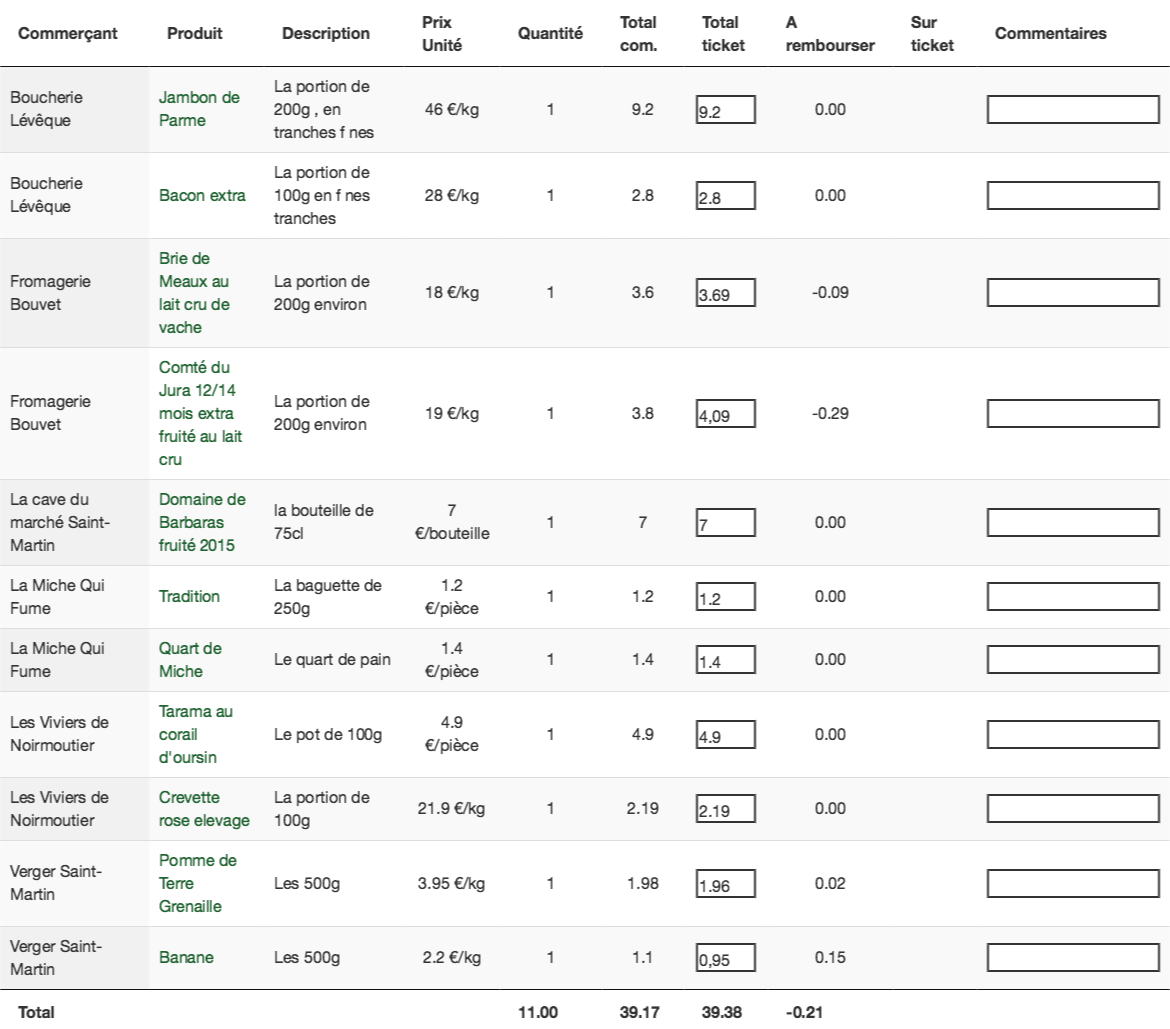 Commerçant Produit Description Prix Unité Quantité Total com. Total ticket A rembourser Sur ticket Commentaires
Boucherie Lévêque Jambon de Parme La portion de 200g , en tranches f nes 46 €/kg 1 9.2 9.2 0.00
Boucherie Lévêque Bacon extra La portion de 100g en f nes tranches 28 €/kg 1 2.8 2.8 0.00
Fromagerie Bouvet Brie de Meaux au lait cru de vache La portion de 200g environ 18 €/kg 1 3.6 3.69 -0.09
Fromagerie Bouvet Comté du Jura 12/14 mois extra fruité au lait cru La portion de 200g environ 19 €/kg 1 3.8 4,09 -0.29
La cave du marché Saint-Martin Domaine de Barbaras fruité 2015 la bouteille de 75cl 7 €/bouteille 1 7 7 0.00
La Miche Qui Fume Tradition La baguette de 250g 1.2 €/pièce 1 1.2 1.2 0.00
La Miche Qui Fume Quart de Miche Le quart de pain 1.4 €/pièce 1 1.4 1.4 0.00
Les Viviers de Noirmoutier Tarama au corail d'oursin Le pot de 100g 4.9 €/pièce 1 4.9 4.9 0.00
Les Viviers de Noirmoutier Crevette rose elevage La portion de 100g 21.9 €/kg 1 2.19 2.19 0.00
Verger Saint-Martin Pomme de Terre Grenaille Les 500g 3.95 €/kg 1 1.98 1.96 0.02
Verger Saint-Martin Banane Les 500g 2.2 €/kg 1 1.1 0,95 0.15
Total 11.00 39.17 39.38 -0.21